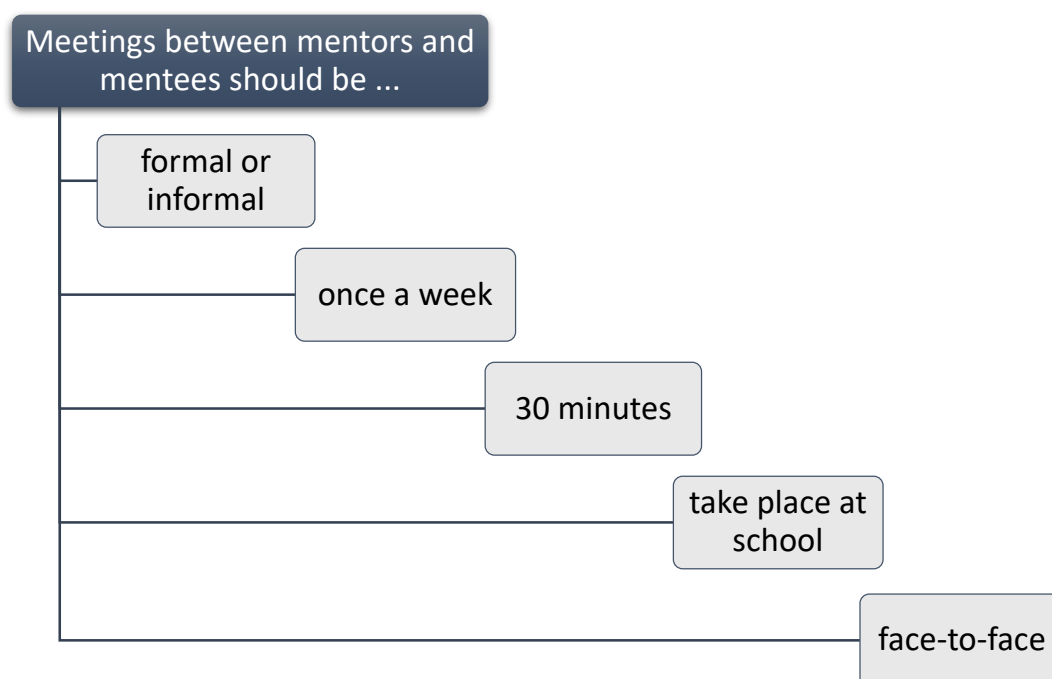 Meetings between mentors and
mentees should be ...
formal or
informal
once a week
30 minutes
take place at
school
face-to-face